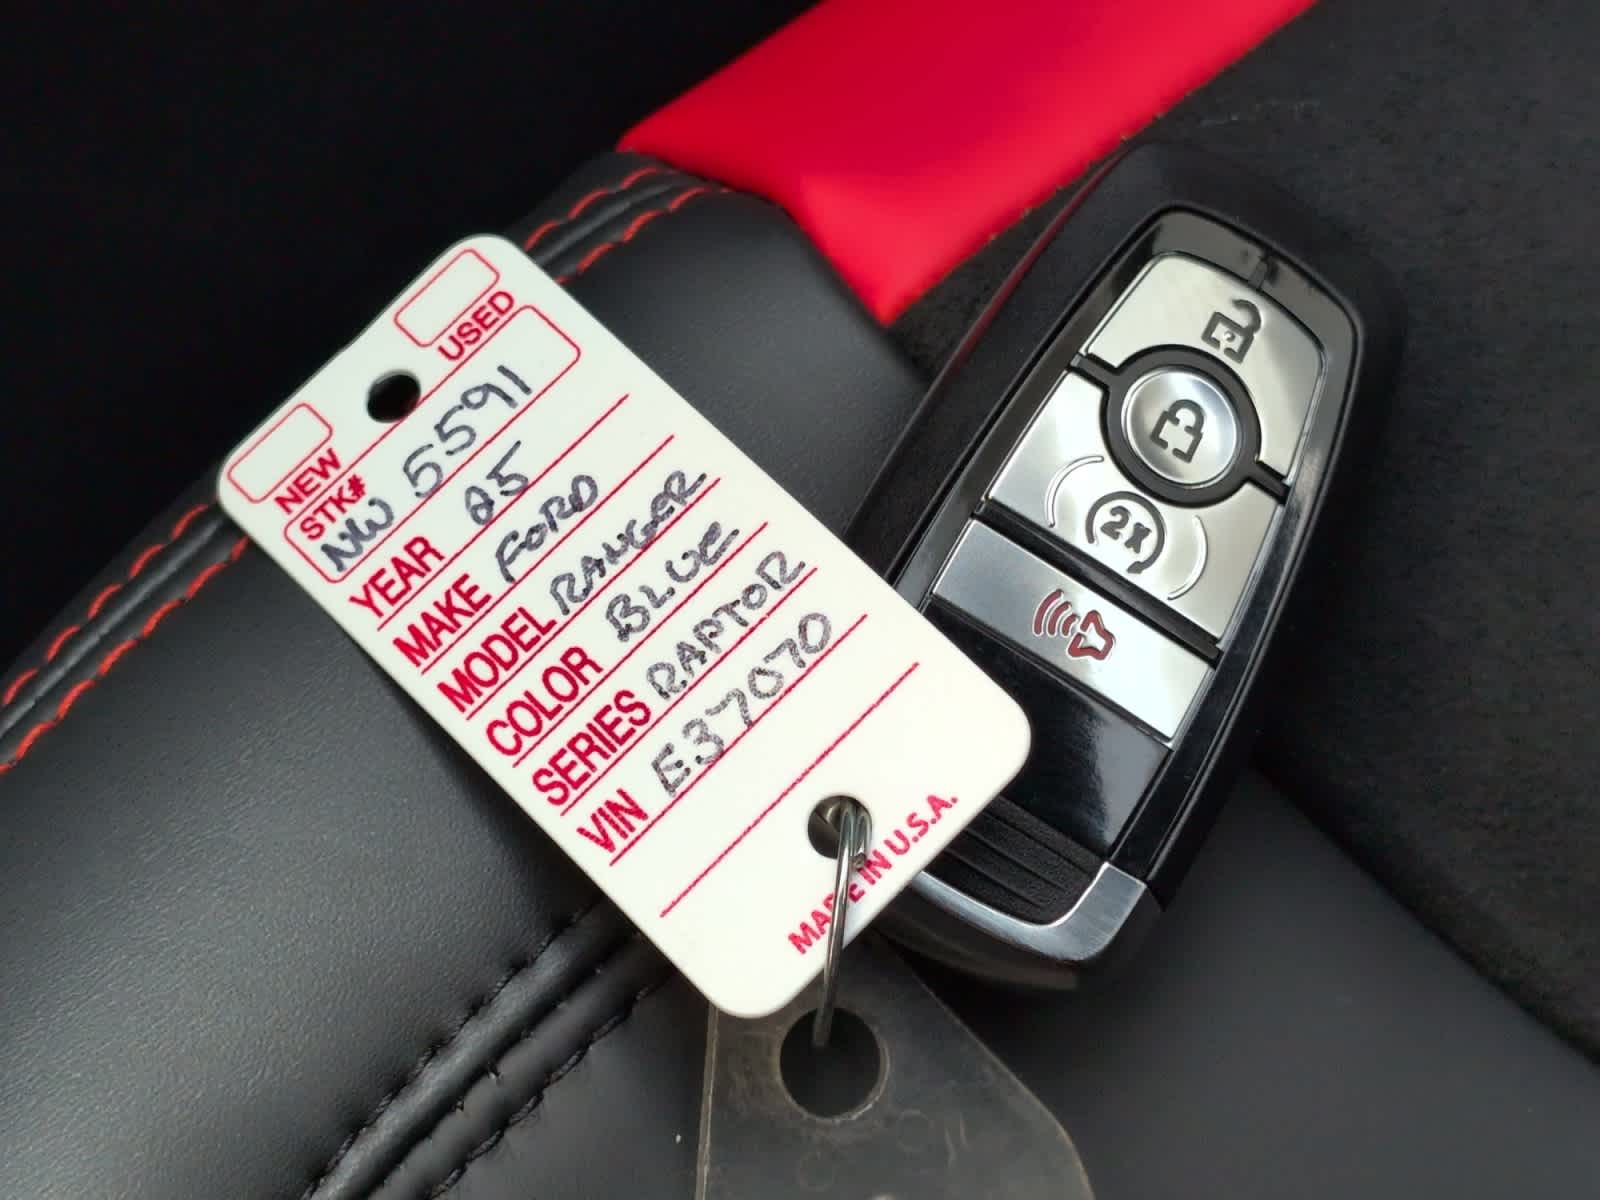 USED
NEW
STK#
NW 5591
YEAR 25
MAKE FORD
MODEL RANGER
COLOR BLUE
SERIES RAPTOR
VIN E37070
MADE IN U.S.A.
2x